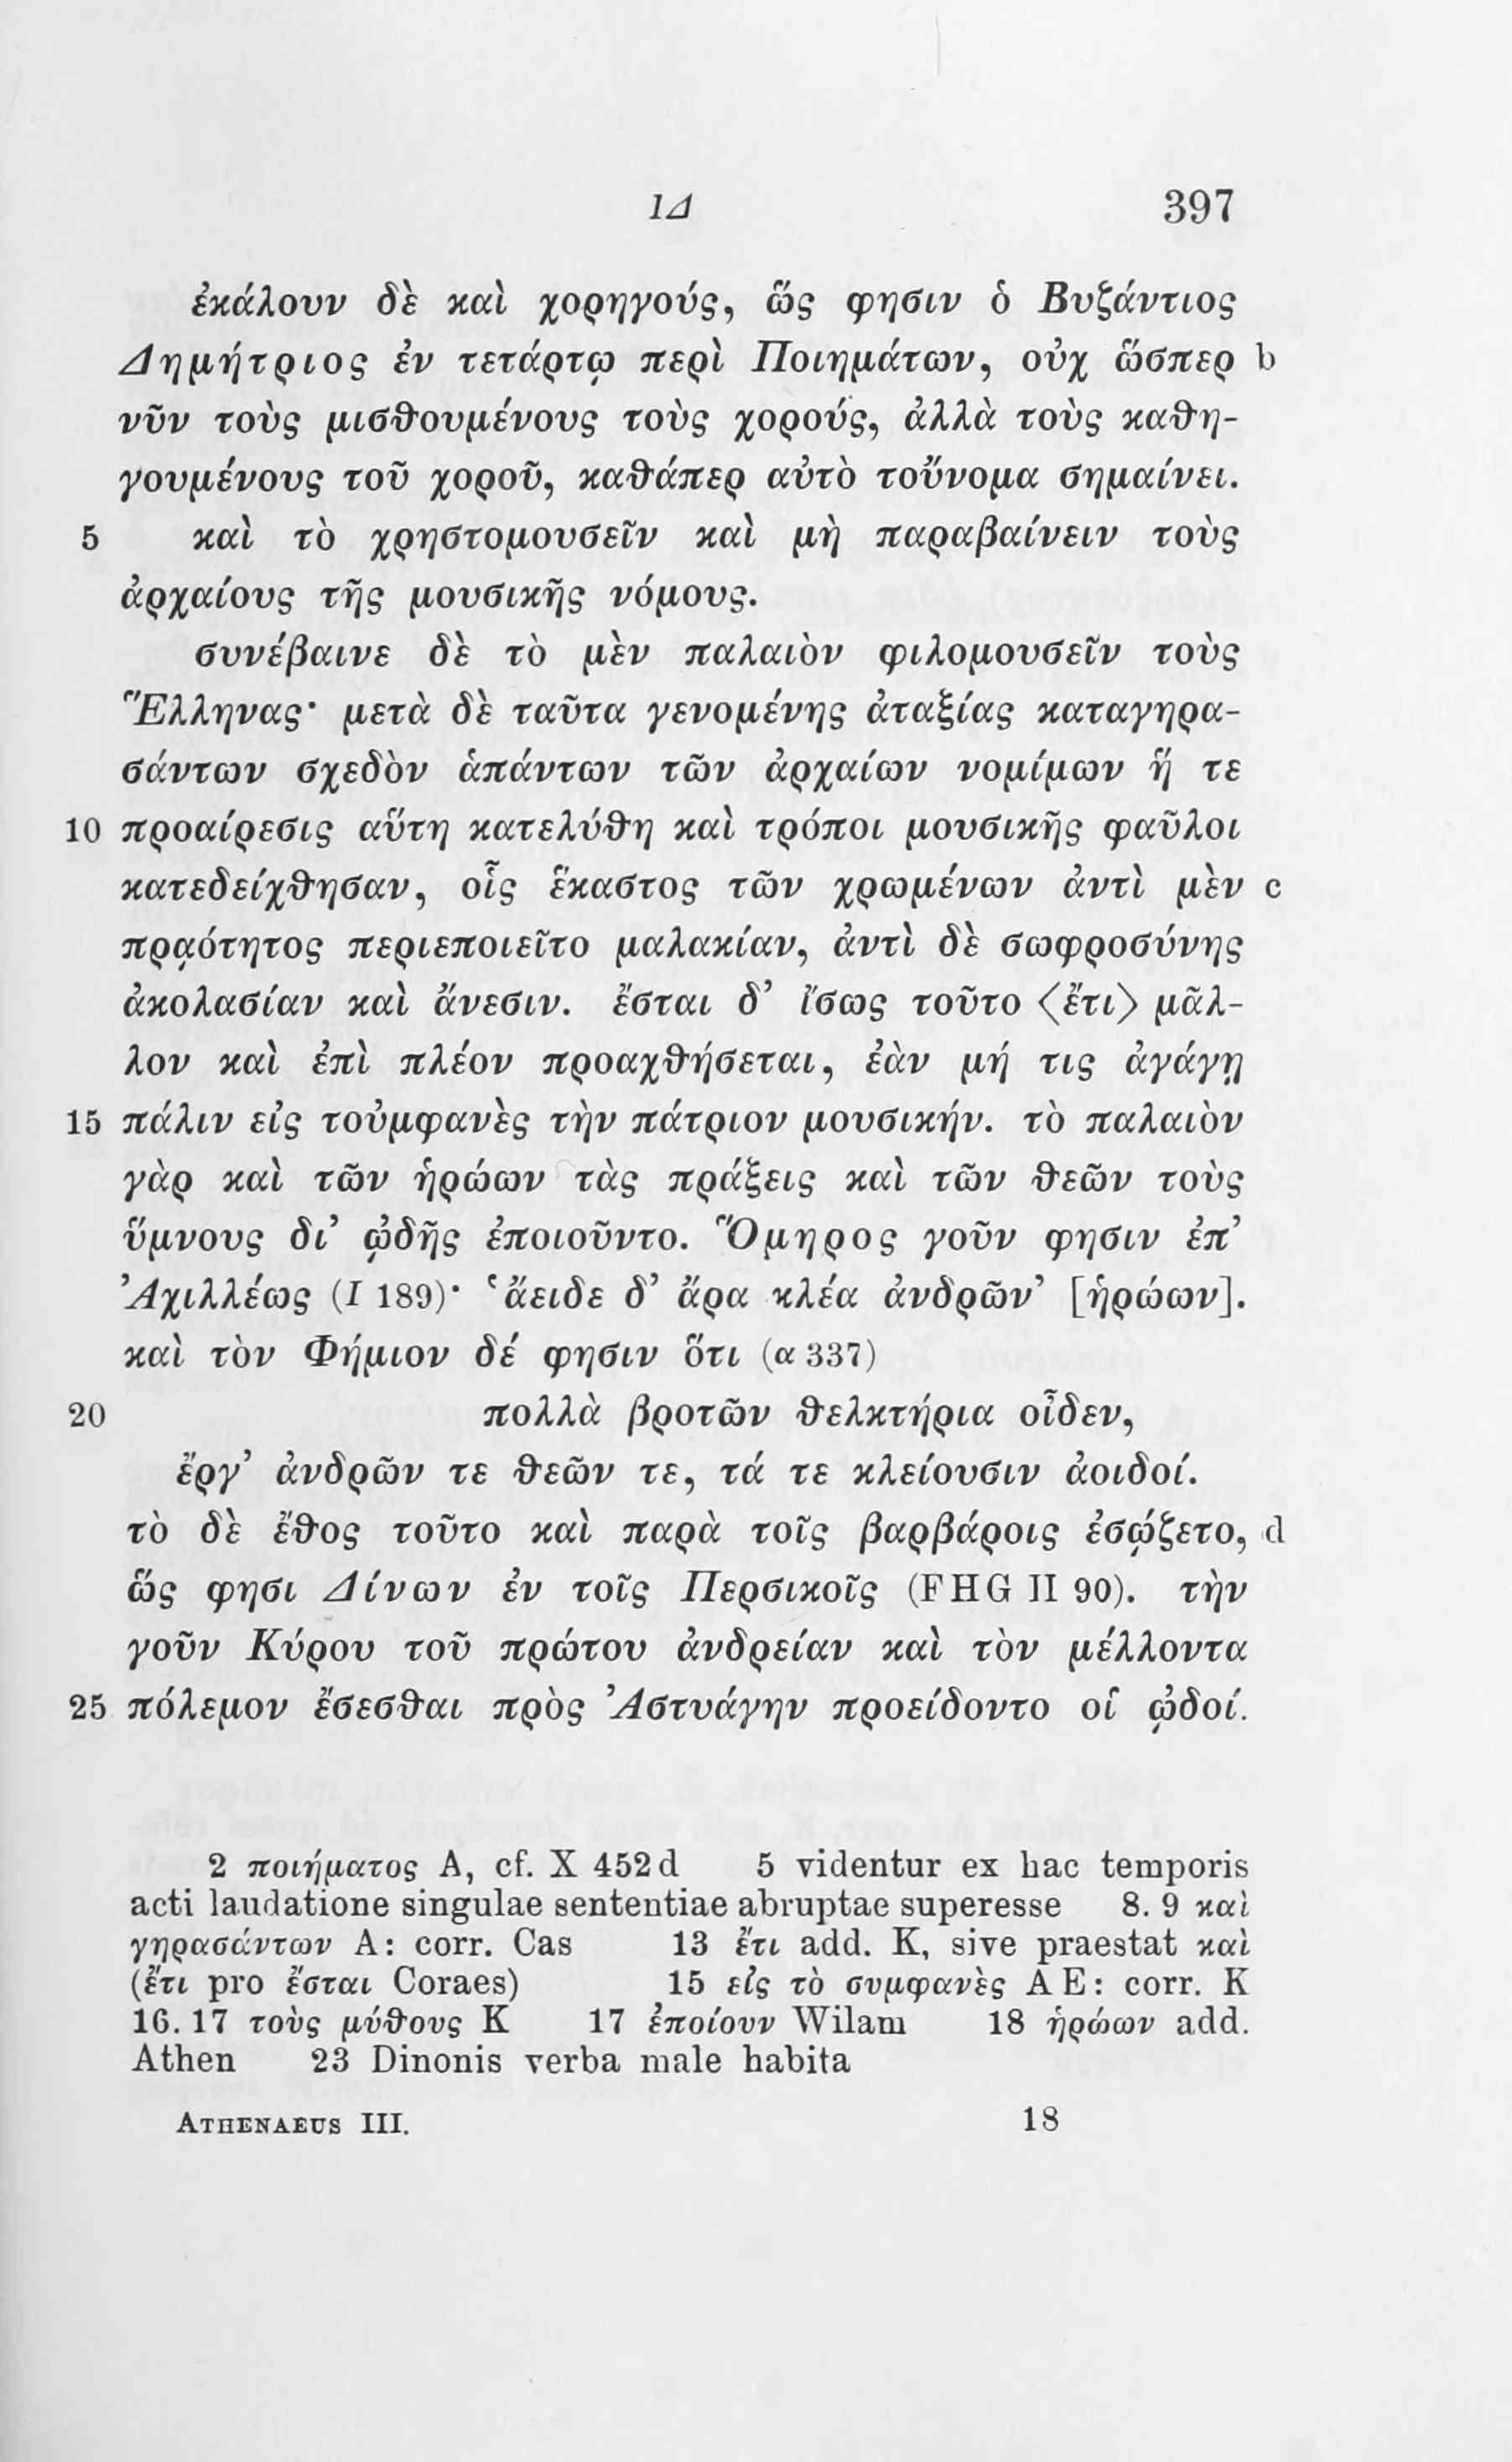 ΙΔ 397
ἐκάλουν δὲ καὶ χορηγούς, ὥς φησιν ὁ Βυζάντιος
Δημήτριος ἐν τετάρτῳ περὶ Ποιημάτων, οὐχ ὥσπερ b
νῦν τοὺς μισθουμένους τοὺς χορούς, ἀλλὰ τοὺς καθη-
γουμένους τοῦ χοροῦ, καθάπερ αὐτὸ τοὔνομα σημαίνει.
5 καὶ τὸ χρηστομουσεῖν καὶ μὴ παραβαίνειν τοὺς
ἀρχαίους τῆς μουσικῆς νόμους.
συνέβαινε δὲ τὸ μὲν παλαιὸν φιλομουσεῖν τοὺς
Ἕλληνας· μετὰ δὲ ταῦτα γενομένης ἀταξίας καταγηρα-
σάντων σχεδὸν ἁπάντων τῶν ἀρχαίων νομίμων ἥ τε
10 προαίρεσις αὕτη κατελύθη καὶ τρόποι μουσικῆς φαῦλοι
κατεδείχθησαν, οἷς ἕκαστος τῶν χρωμένων ἀντὶ μὲν c
πρᾳότητος περιεποιεῖτο μαλακίαν, ἀντὶ δὲ σωφροσύνης
ἀκολασίαν καὶ ἄνεσιν. ἔσται δ’ ἴσως τοῦτο <ἔτι> μᾶλ-
λον καὶ ἐπὶ πλέον προαχθήσεται, ἐὰν μή τις ἀγάγῃ
15 πάλιν εἰς τοὐμφανὲς τὴν πάτριον μουσικήν. τὸ παλαιὸν
γὰρ καὶ τῶν ἡρώων τὰς πράξεις καὶ τῶν θεῶν τοὺς
ὕμνους δι’ ᾠδῆς ἐποιοῦντο. Ὅμηρος γοῦν φησιν ἐπ’
Ἀχιλλέως (I 189)· ‘ἄειδε δ’ ἄρα κλέα ἀνδρῶν’ [ἡρώων].
καὶ τὸν Φήμιον δέ φησιν ὅτι (α 337)
20 πολλὰ βροτῶν θελκτήρια οἶδεν,
ἔργ’ ἀνδρῶν τε θεῶν τε, τά τε κλείουσιν ἀοιδοί.
τὸ δὲ ἔθος τοῦτο καὶ παρὰ τοῖς βαρβάροις ἐσῴζετο, d
ὥς φησι Δίνων ἐν τοῖς Περσικοῖς (FHG II 90). τὴν
γοῦν Κύρου τοῦ πρώτου ἀνδρείαν καὶ τὸν μέλλοντα
25 πόλεμον ἔσεσθαι πρὸς Ἀστυάγην προείδοντο οἱ ᾠδοί.
2 ποιήματος A, cf. X 452d 5 videntur ex hac temporis
acti laudatione singulae sententiae abruptae superesse 8. 9 καὶ
γηρασάντων A: corr. Cas 13 ἔτι add. K, sive praestat καὶ
(ἔτι pro ἔσται Coraes) 15 εἰς τὸ συμφανὲς AE: corr. K
16. 17 τοὺς μύθους K 17 ἐποίουν Wilam 18 ἡρώων add.
Athen 23 Dinonis verba male habita
ATHENAEUS III. 18